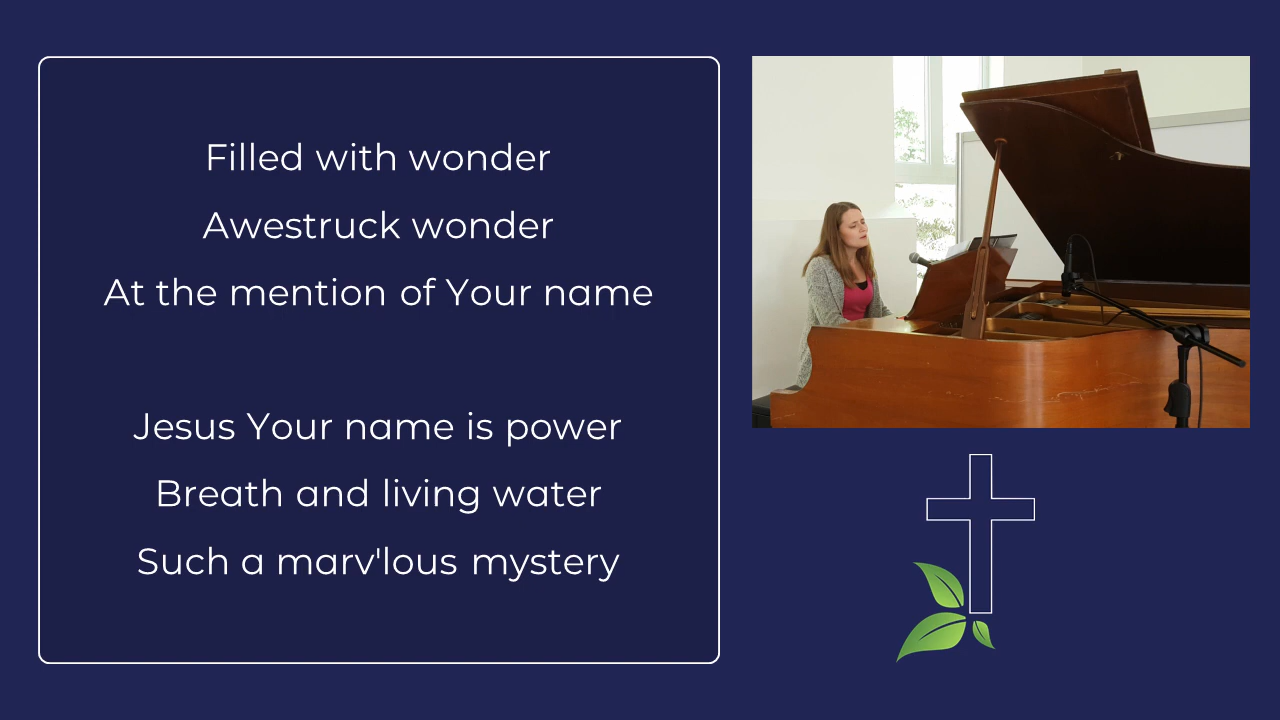 Filled with wonder
Awestruck wonder
At the mention of Your name
Jesus Your name is power
Breath and living water
Such a marv'lous mystery